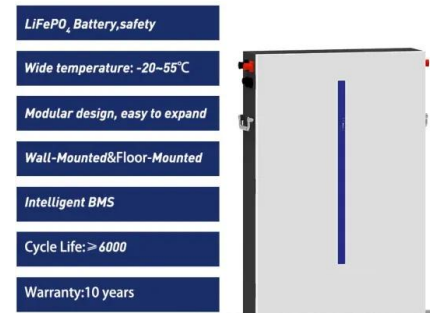 LiFePO₄ Battery,safety
Wide temperature: -20~55℃
Modular design, easy to expand
Wall-Mounted&Floor-Mounted
Intelligent BMS
Cycle Life:≥6000
Warranty:10 years